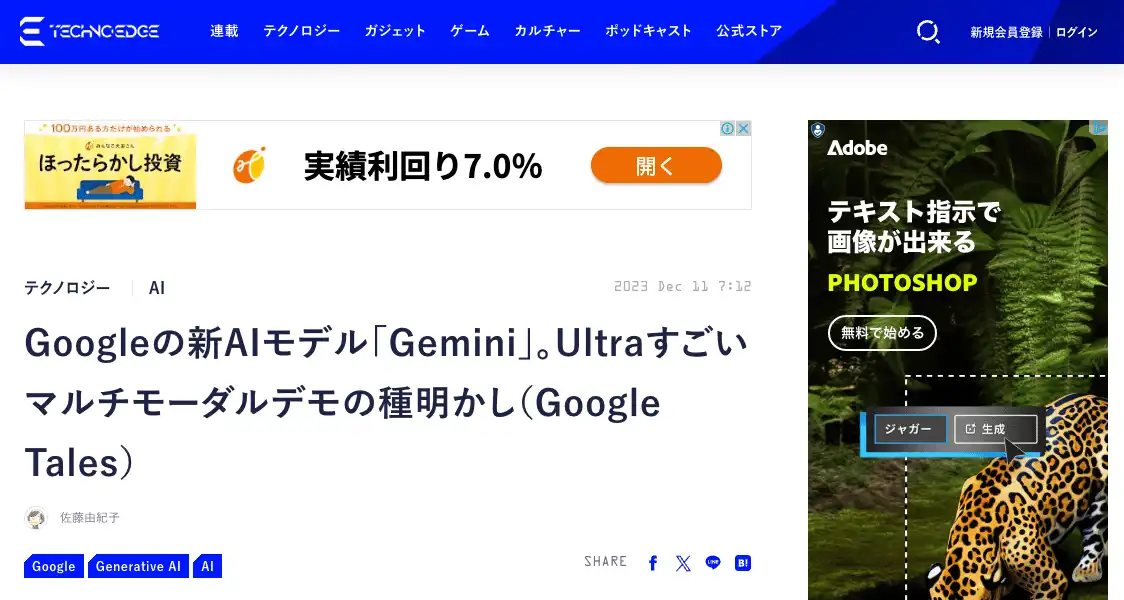 TECHNOEDGE
連載 テクノロジー ガジェット ゲーム カルチャー ポッドキャスト 公式ストア
新規会員登録 ログイン
100万円ある方だけが始められる
みんなで大家さん
ほったらかし投資
実績利回り7.0%
開く
Adobe
テキスト指示で
画像が出来る
PHOTOSHOP
無料で始める
ジャガー
生成
テクノロジー AI
2023 Dec 11 7:12
Googleの新AIモデル「Gemini」。Ultraすごい
マルチモーダルデモの種明かし(Google
Tales)
佐藤由紀子
Google Generative AI AI
SHARE
LINE
B!